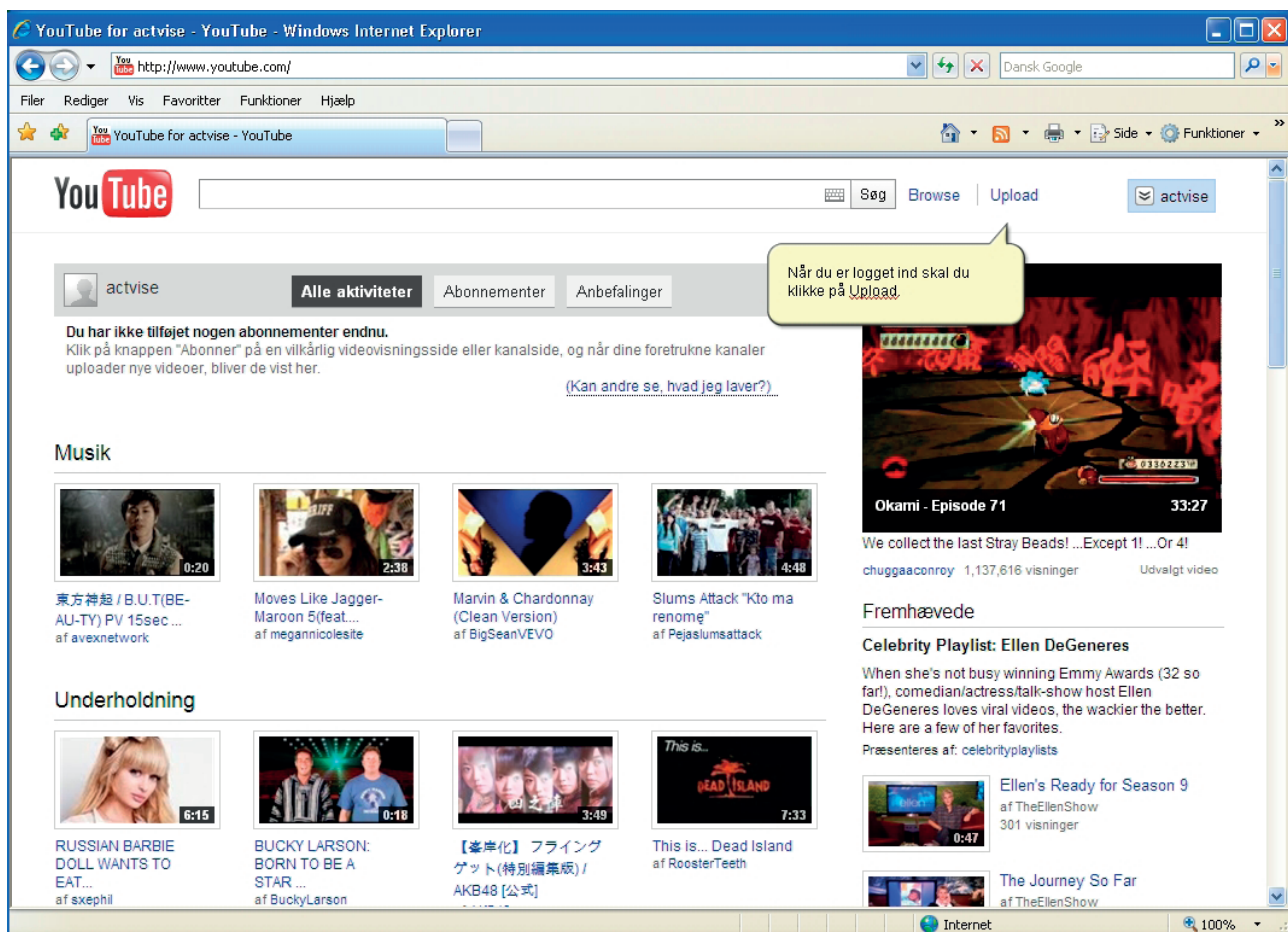 YouTube for actvise - YouTube - Windows Internet Explorer
http://www.youtube.com/
Dansk Google
Filer Rediger Vis Favoritter Funktioner Hjælp
YouTube for actvise - YouTube
Side Funktioner
YouTube
Søg
Browse
Upload
actvise
Når du er logget ind skal du
klikke på Upload.
actvise
Alle aktiviteter
Abonnementer
Anbefalinger
Du har ikke tilføjet nogen abonnementer endnu.
Klik på knappen "Abonner" på en vilkårlig videovisningsside eller kanalside, og når dine foretrukne kanaler
uploader nye videoer, bliver de vist her.
(Kan andre se, hvad jeg laver?)
Musik
0:20
東方神起 / B.U.T(BE-
AU-TY) PV 15sec ...
af avexnetwork
SHERIFF
2:38
Moves Like Jagger-
Maroon 5(feat....
af megannicolesite
3:43
Marvin & Chardonnay
(Clean Version)
af BigSeanVEVO
4:48
Slums Attack "Kto ma
renomę"
af Pejaslumsattack
Underholdning
6:15
RUSSIAN BARBIE
DOLL WANTS TO
EAT...
af sxephil
0:18
BUCKY LARSON:
BORN TO BE A
STAR ...
af BuckyLarson
3:49
【峯岸化】 フライング
ゲット(特別編集版) /
AKB48 [公式]
This is...
DEAD ISLAND
7:33
This is... Dead Island
af RoosterTeeth
Okami - Episode 71
33:27
We collect the last Stray Beads! ...Except 1! ...Or 4!
chuggaaconroy 1,137,616 visninger Udvalgt video
Fremhævede
Celebrity Playlist: Ellen DeGeneres
When she's not busy winning Emmy Awards (32 so
far!), comedian/actress/talk-show host Ellen
DeGeneres loves viral videos, the wackier the better.
Here are a few of her favorites.
Præsenteres af: celebrityplaylists
ellen
0:47
Ellen's Ready for Season 9
af TheEllenShow
301 visninger
The Journey So Far
af TheEllenShow
Internet
100%